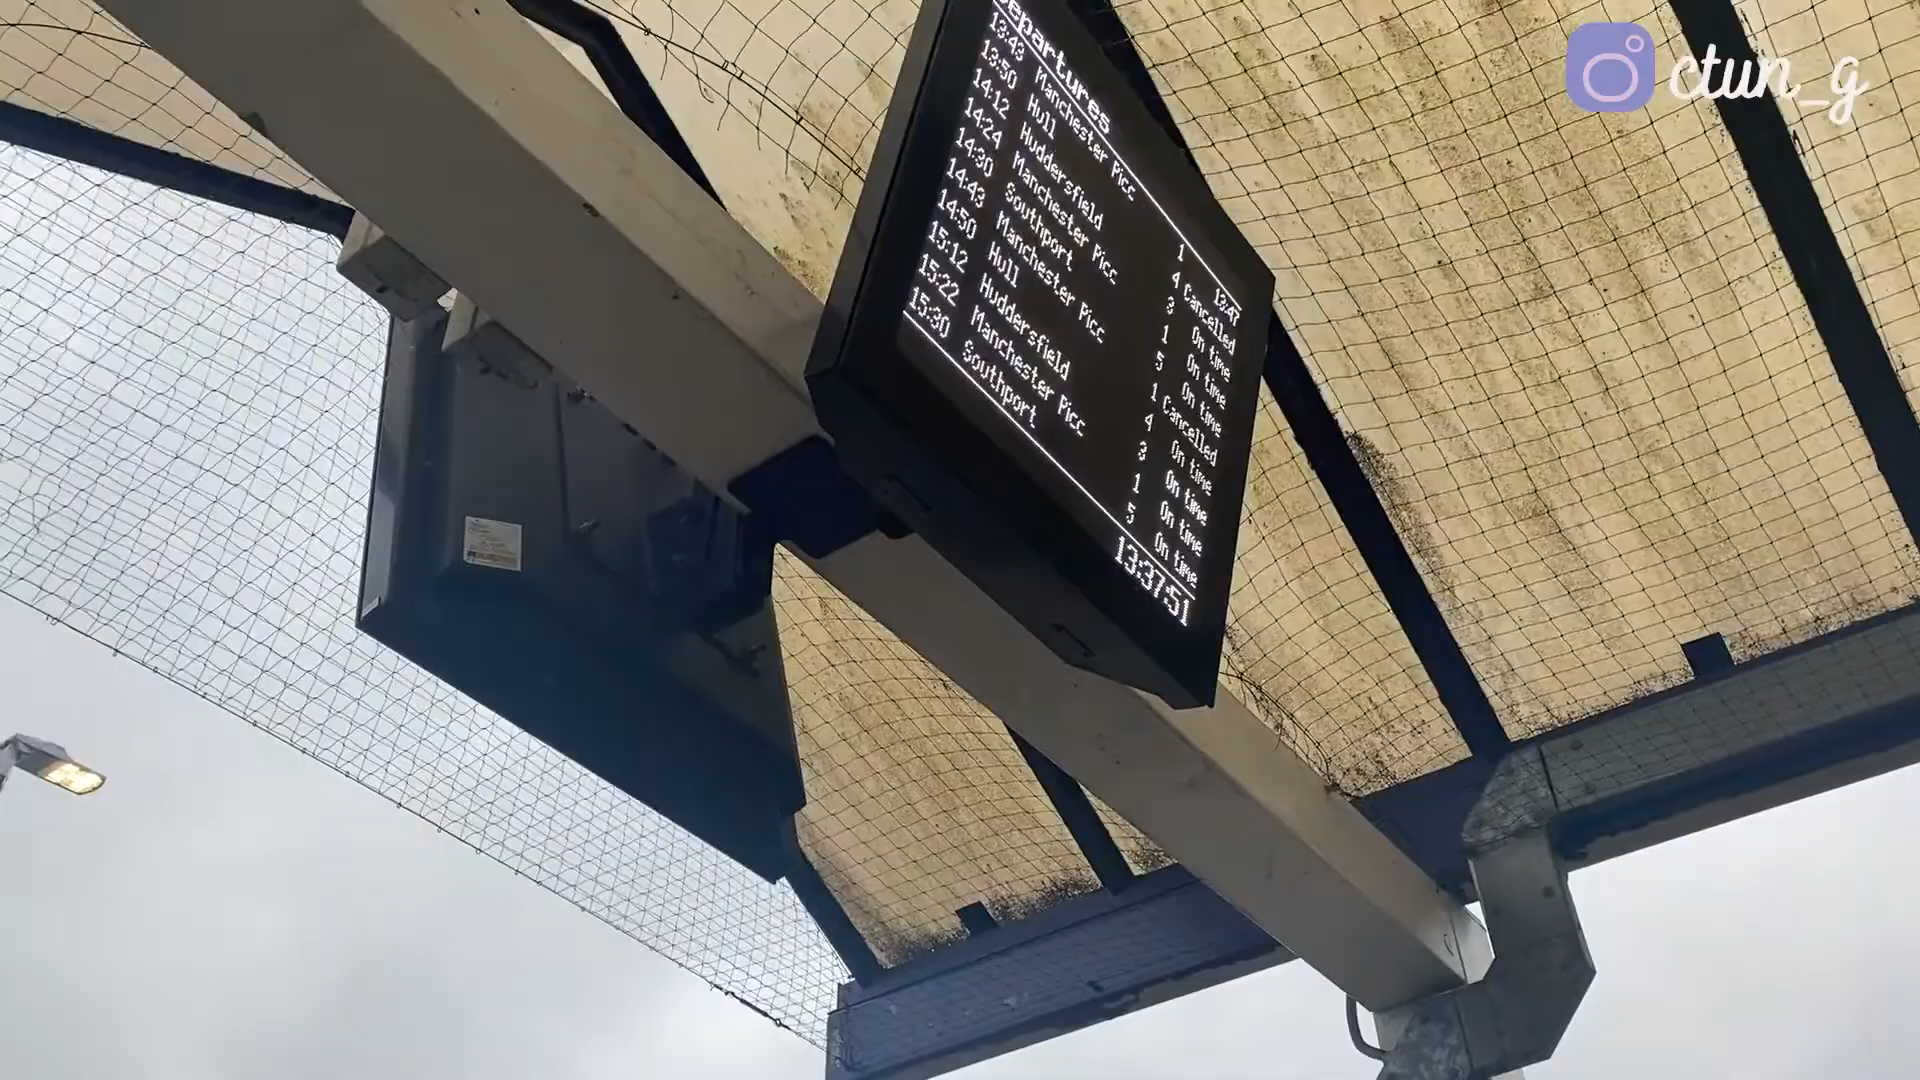 Departures
13:43 Manchester Picc 1 13:47
13:50 Hull 4 Cancelled
14:12 Huddersfield 3 On time
14:24 Manchester Picc 1 On time
14:30 Southport 5 On time
14:43 Manchester Picc 1 Cancelled
14:50 Hull 4 On time
15:12 Huddersfield 3 On time
15:22 Manchester Picc 1 On time
15:30 Southport 5 On time
13:37:51
ctun_g